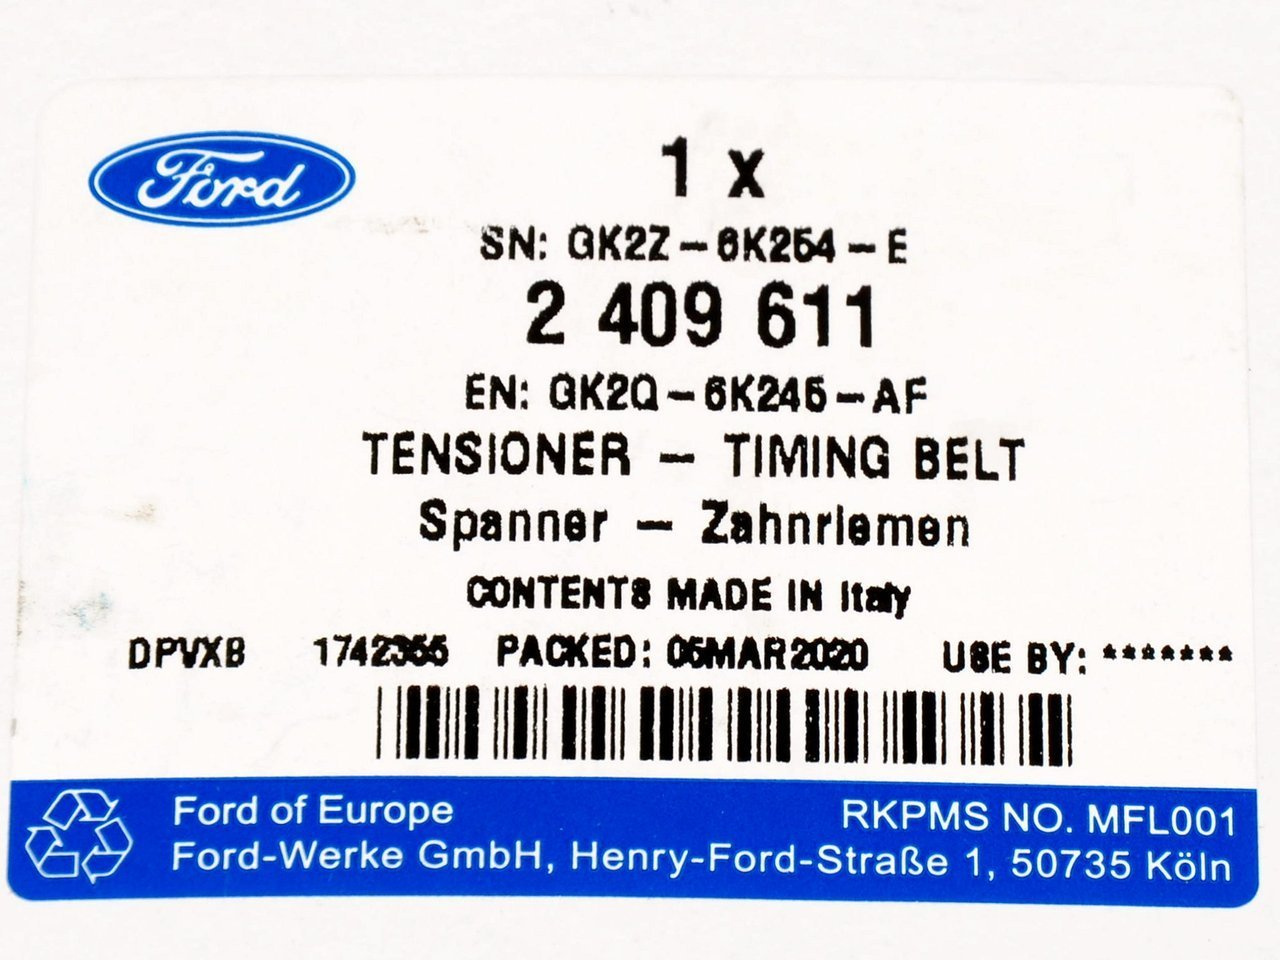 Ford
1 x
SN: GK2Z-6K254-E
2 409 611
EN: GK2Q-6K245-AF
TENSIONER - TIMING BELT
Spanner - Zahnriemen
CONTENTS MADE IN Italy
DPVXB 1742355 PACKED: 05MAR2020 USE BY: *******
Ford of Europe RKPMS NO. MFL001
Ford-Werke GmbH, Henry-Ford-Straße 1, 50735 Köln